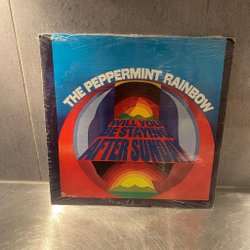 THE PEPPERMINT RAINBOW
WILL YOU
BE STAYING
AFTER SUNDAY